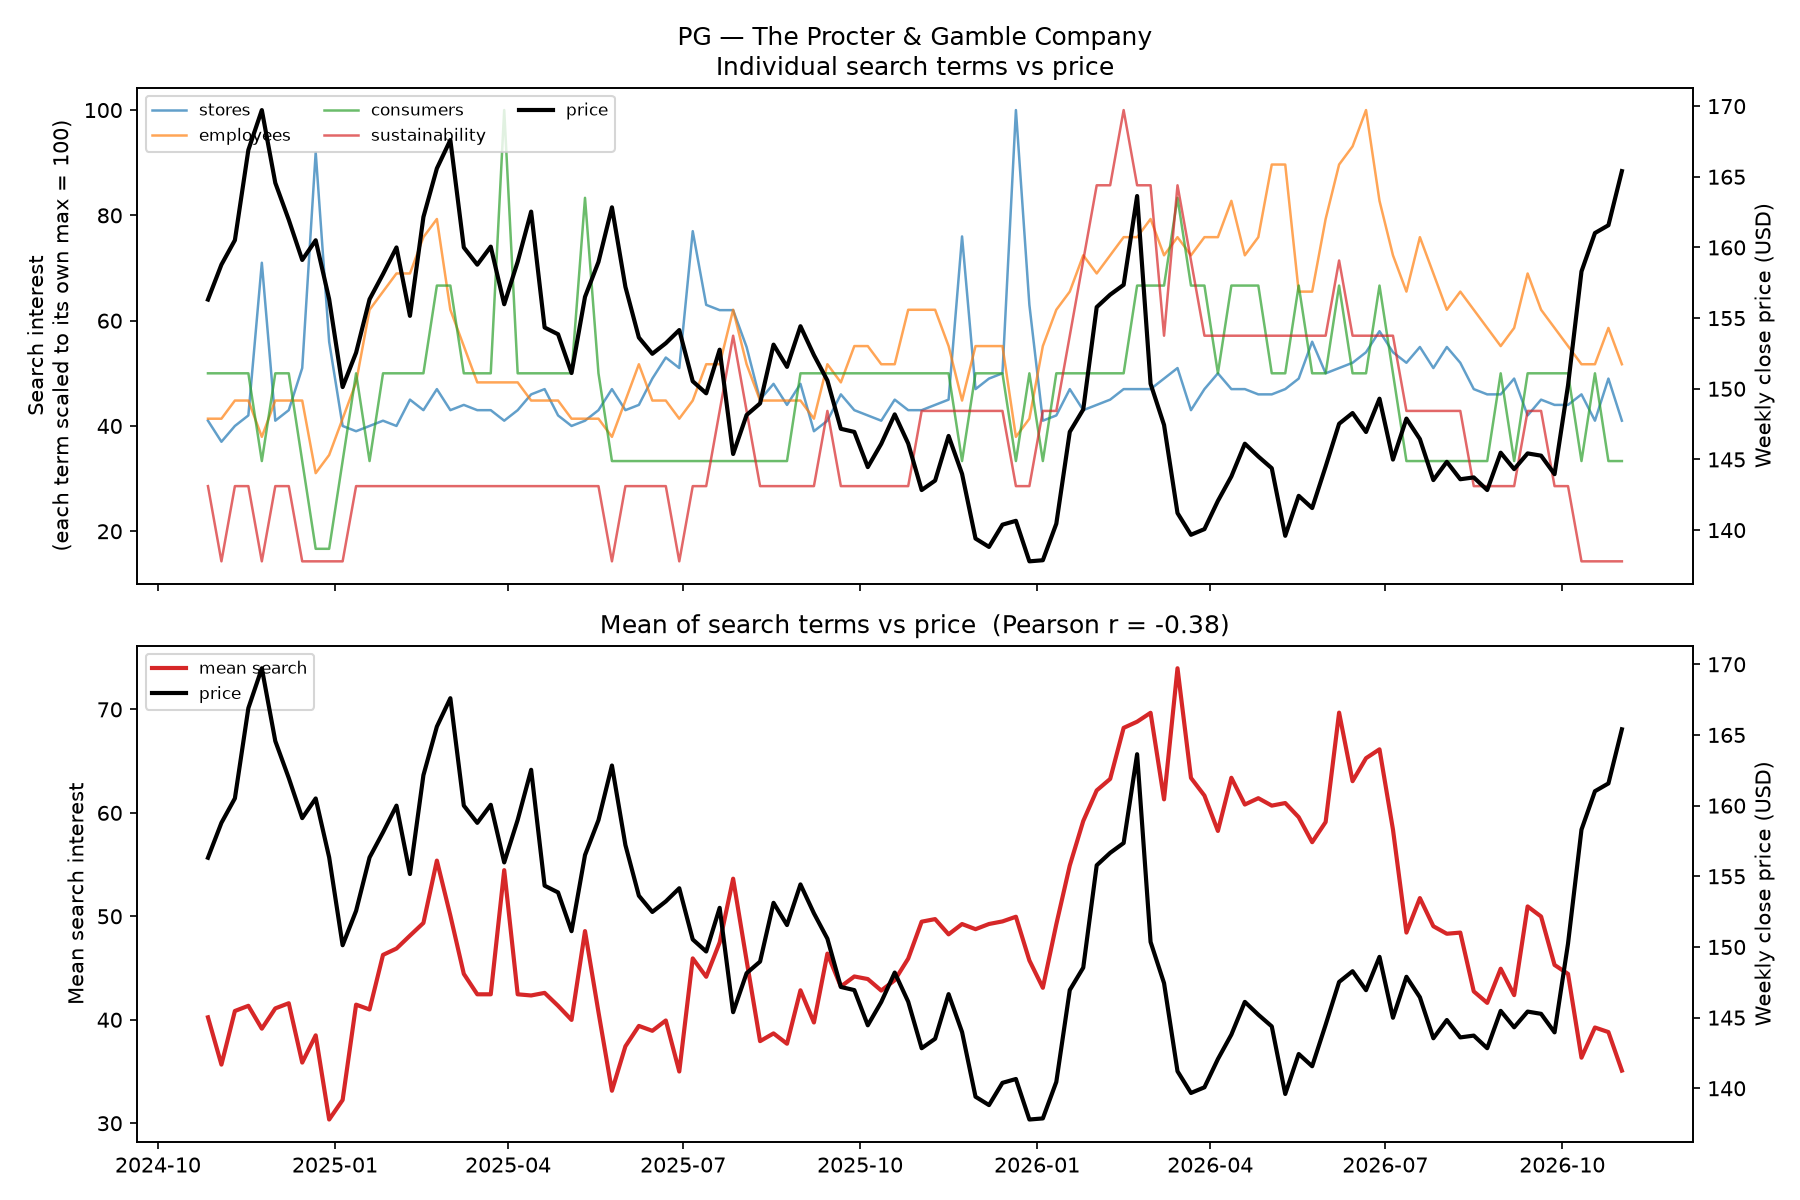 PG — The Procter & Gamble Company
Individual search terms vs price
stores
employees
consumers
sustainability
price
Search interest
(each term scaled to its own max = 100)
100
80
60
40
20
Weekly close price (USD)
170
165
160
155
150
145
140
Mean of search terms vs price (Pearson r = -0.38)
mean search
price
Mean search interest
70
60
50
40
30
Weekly close price (USD)
170
165
160
155
150
145
140
2024-10
2025-01
2025-04
2025-07
2025-10
2026-01
2026-04
2026-07
2026-10